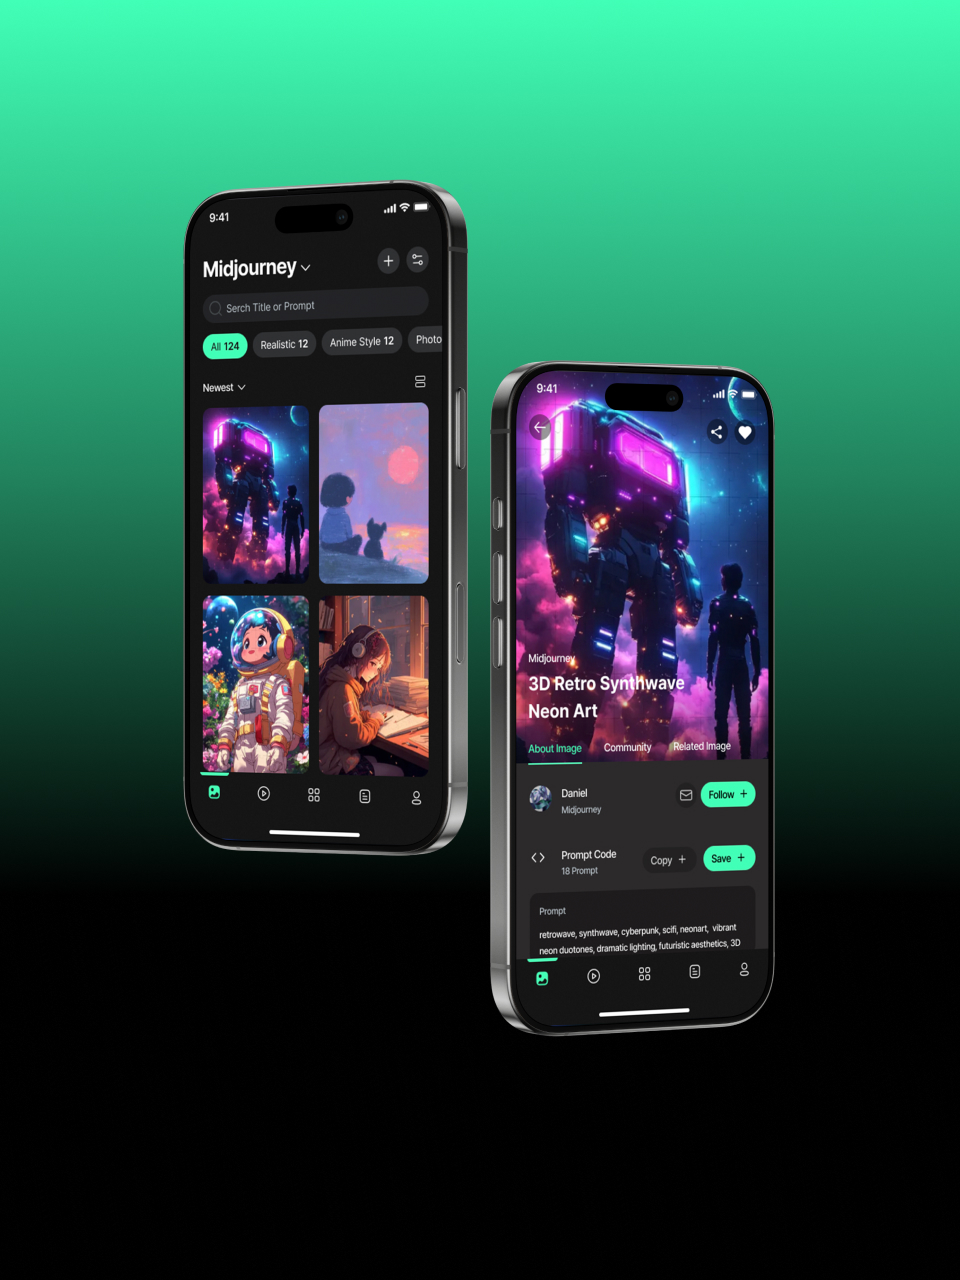 9:41
Midjourney
Serch Title or Prompt
All 124
Realistic 12
Anime Style 12
Photo
Newest
9:41
Midjourney
3D Retro Synthwave
Neon Art
About Image
Community
Related Image
Daniel
Midjourney
Follow +
Prompt Code
18 Prompt
Copy +
Save +
Prompt
retrowave, synthwave, cyberpunk, scifi, neonart, vibrant
neon duotones, dramatic lighting, futuristic aesthetics, 3D